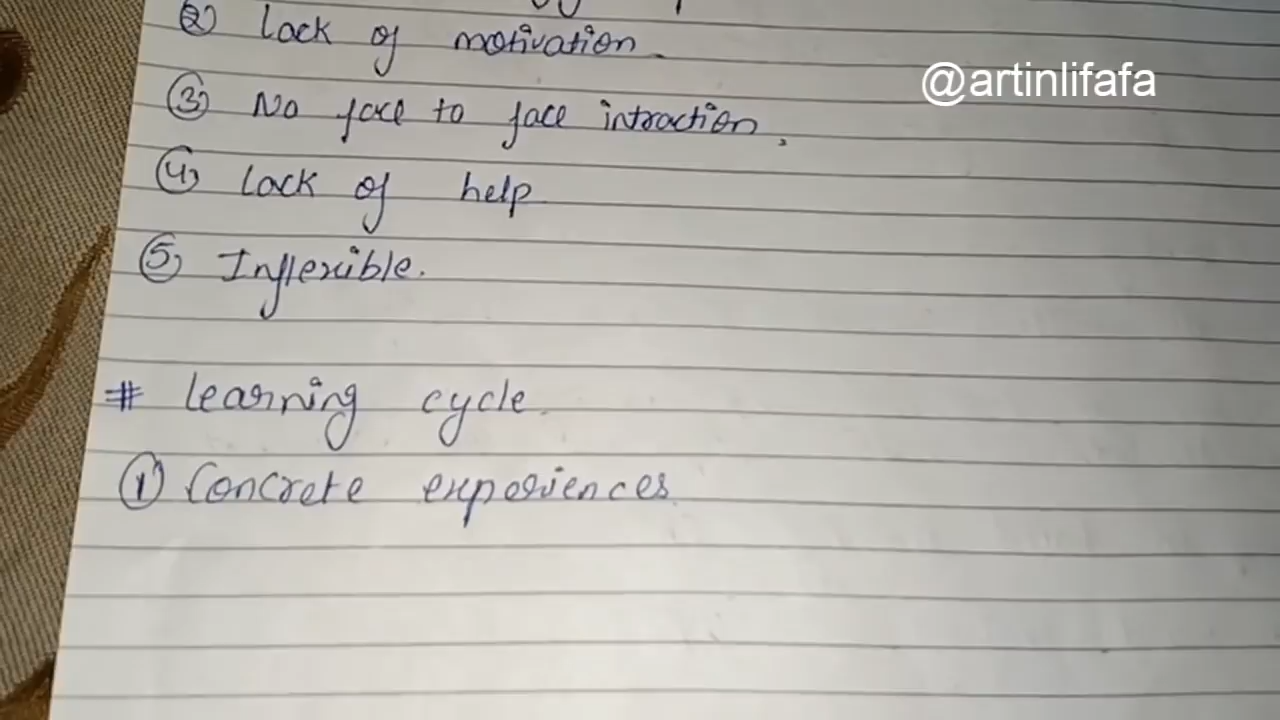 ② Lack of motivation.
@artinlifafa
③ No face to face intraction,
④ Lack of help
⑤ Inflexible.
# Learning cycle
① Concrete experiences